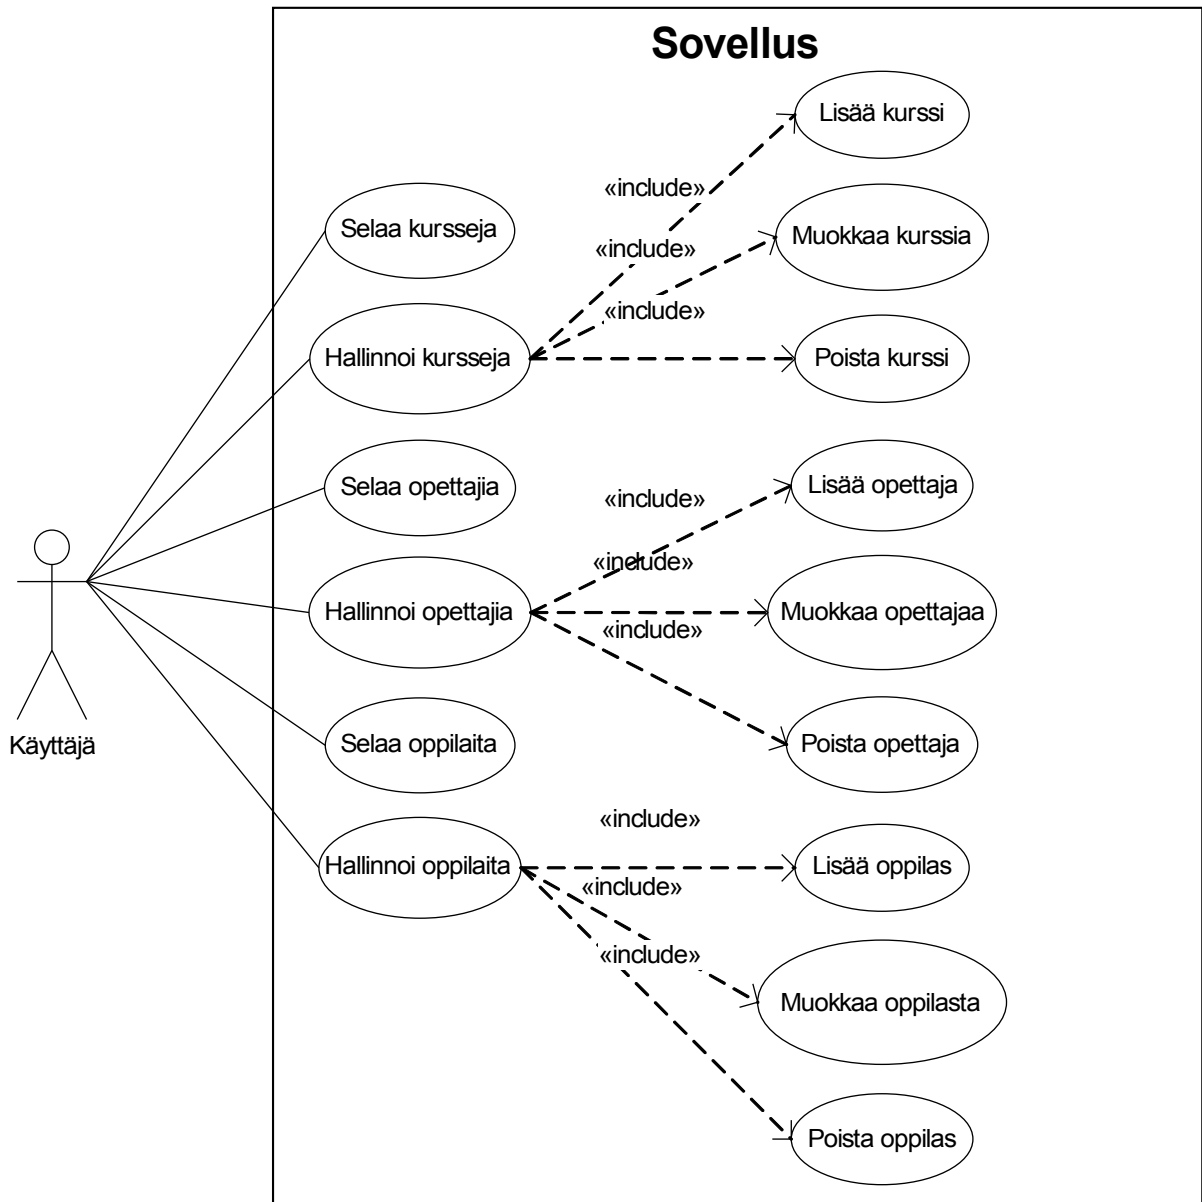 Sovellus
Lisää kurssi
«include»
Selaa kursseja
Muokkaa kurssia
«include»
«include»
Hallinnoi kursseja
Poista kurssi
Selaa opettajia
Lisää opettaja
«include»
«include»
Hallinnoi opettajia
Muokkaa opettajaa
«include»
Selaa oppilaita
Poista opettaja
Käyttäjä
«include»
Hallinnoi oppilaita
Lisää oppilas
«include»
«include»
Muokkaa oppilasta
Poista oppilas